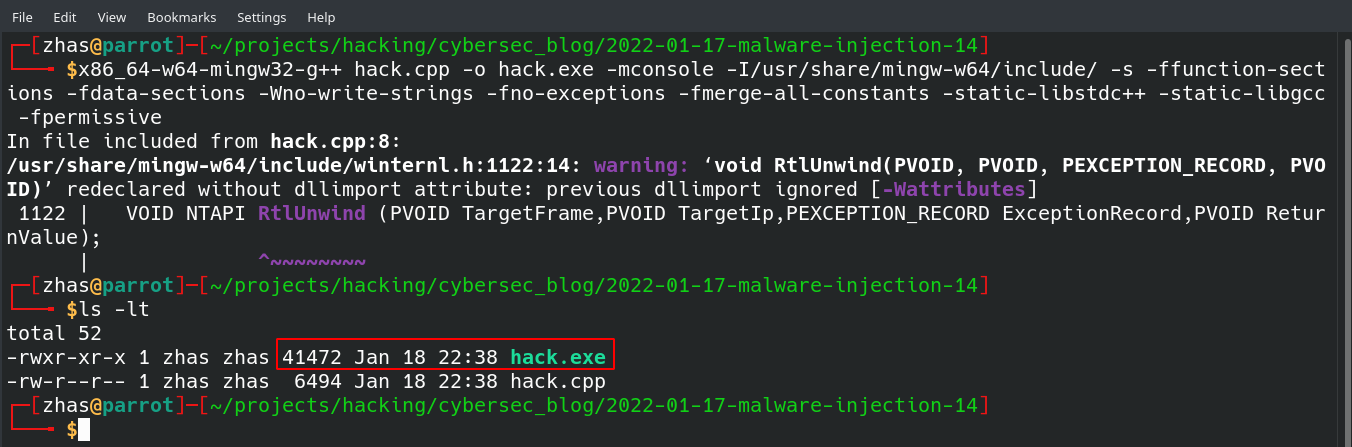 File Edit View Bookmarks Settings Help
┌─[zhas@parrot]─[~/projects/hacking/cybersec_blog/2022-01-17-malware-injection-14]
└──╼ $x86_64-w64-mingw32-g++ hack.cpp -o hack.exe -mconsole -I/usr/share/mingw-w64/include/ -s -ffunction-sect
ions -fdata-sections -Wno-write-strings -fno-exceptions -fmerge-all-constants -static-libstdc++ -static-libgcc
 -fpermissive
In file included from hack.cpp:8:
/usr/share/mingw-w64/include/winternl.h:1122:14: warning: ‘void RtlUnwind(PVOID, PVOID, PEXCEPTION_RECORD, PVO
ID)’ redeclared without dllimport attribute: previous dllimport ignored [-Wattributes]
 1122 |   VOID NTAPI RtlUnwind (PVOID TargetFrame,PVOID TargetIp,PEXCEPTION_RECORD ExceptionRecord,PVOID Retur
nValue);
      |              ^~~~~~~~~
┌─[zhas@parrot]─[~/projects/hacking/cybersec_blog/2022-01-17-malware-injection-14]
└──╼ $ls -lt
total 52
-rwxr-xr-x 1 zhas zhas 41472 Jan 18 22:38 hack.exe
-rw-r--r-- 1 zhas zhas  6494 Jan 18 22:38 hack.cpp
┌─[zhas@parrot]─[~/projects/hacking/cybersec_blog/2022-01-17-malware-injection-14]
└──╼ $